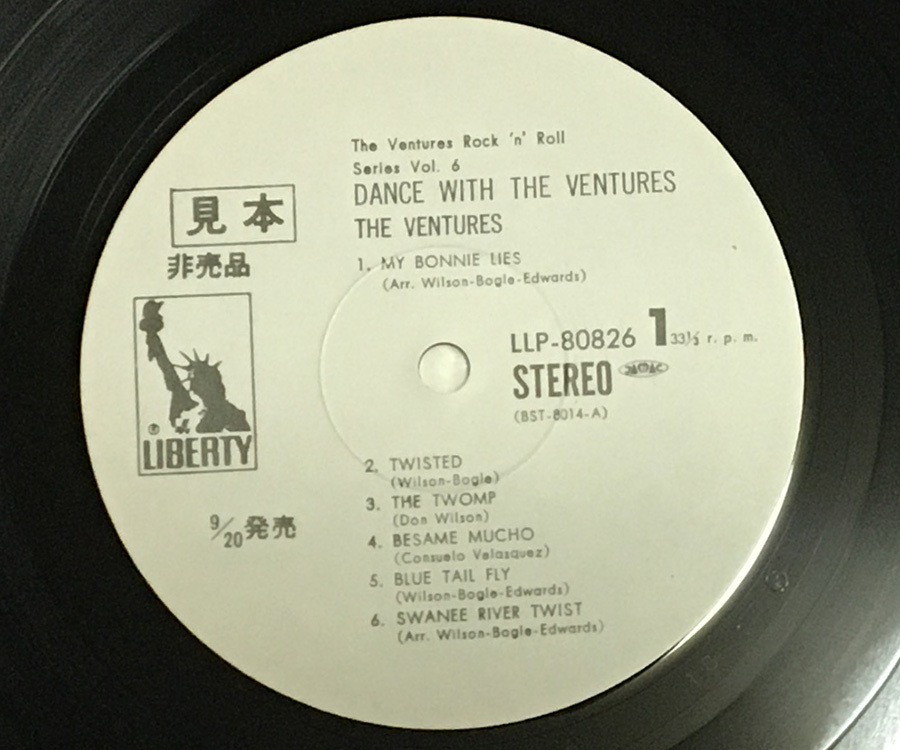 The Ventures Rock 'n' Roll
Series Vol. 6
DANCE WITH THE VENTURES
THE VENTURES
見本
非売品
1. MY BONNIE LIES
(Arr. Wilson-Bogle-Edwards)
LLP-80826 1 33⅓ r. p. m.
STEREO
(BST-8014-A)
® LIBERTY
2. TWISTED
(Wilson-Bogle)
3. THE TWOMP
(Don Wilson)
9/20発売
4. BESAME MUCHO
(Consuelo Velasquez)
5. BLUE TAIL FLY
(Wilson-Bogle-Edwards)
6. SWANEE RIVER TWIST
(Arr. Wilson-Bogle-Edwards)